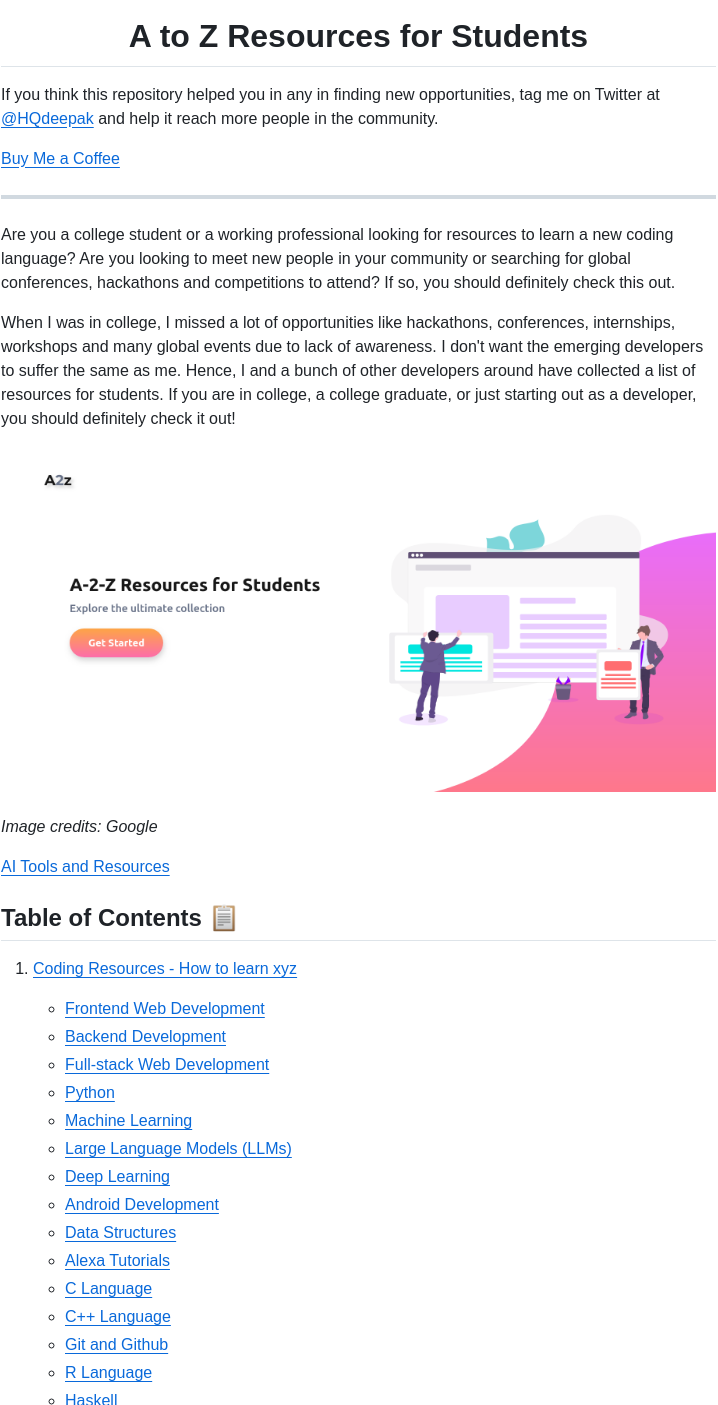 A to Z Resources for Students
If you think this repository helped you in any in finding new opportunities, tag me on Twitter at
@HQdeepak and help it reach more people in the community.
Buy Me a Coffee
Are you a college student or a working professional looking for resources to learn a new coding
language? Are you looking to meet new people in your community or searching for global
conferences, hackathons and competitions to attend? If so, you should definitely check this out.
When I was in college, I missed a lot of opportunities like hackathons, conferences, internships,
workshops and many global events due to lack of awareness. I don't want the emerging developers
to suffer the same as me. Hence, I and a bunch of other developers around have collected a list of
resources for students. If you are in college, a college graduate, or just starting out as a developer,
you should definitely check it out!
A2z
A-2-Z Resources for Students
Explore the ultimate collection
Get Started
Image credits: Google
AI Tools and Resources
Table of Contents 📋
1. Coding Resources - How to learn xyz
◦ Frontend Web Development
◦ Backend Development
◦ Full-stack Web Development
◦ Python
◦ Machine Learning
◦ Large Language Models (LLMs)
◦ Deep Learning
◦ Android Development
◦ Data Structures
◦ Alexa Tutorials
◦ C Language
◦ C++ Language
◦ Git and Github
◦ R Language
◦ Haskell